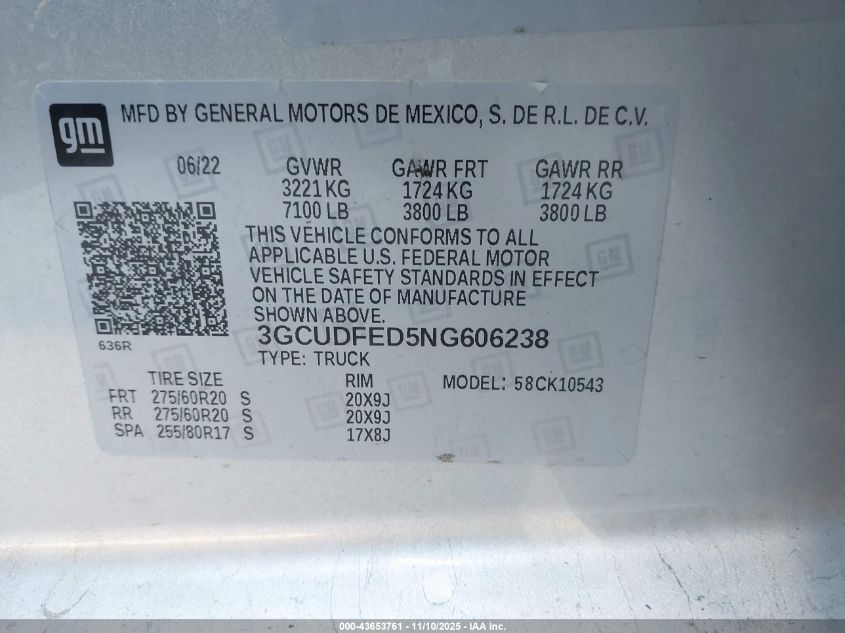 gm
MFD BY GENERAL MOTORS DE MEXICO, S. DE R.L. DE C.V.
06/22 GVWR GAWR FRT GAWR RR
3221 KG 1724 KG 1724 KG
7100 LB 3800 LB 3800 LB
THIS VEHICLE CONFORMS TO ALL
APPLICABLE U.S. FEDERAL MOTOR
VEHICLE SAFETY STANDARDS IN EFFECT
ON THE DATE OF MANUFACTURE
SHOWN ABOVE.
636R
3GCUDFED5NG606238
TYPE: TRUCK
TIRE SIZE RIM MODEL: 58CK10543
FRT 275/60R20 S 20X9J
RR 275/60R20 S 20X9J
SPA 255/80R17 S 17X8J
000-43653761 - 11/10/2025 - IAA Inc.